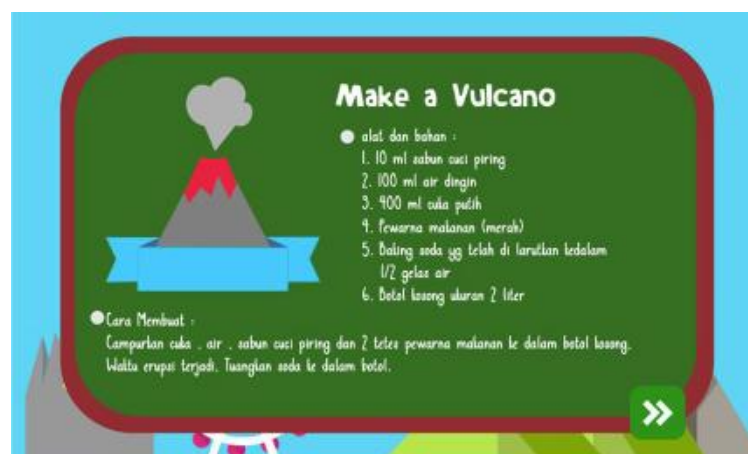 Make a Vulcano
alat dan bahan :
1. 10 ml sabun cuci piring
2. 100 ml air dingin
3. 400 ml cuka putih
4. Pewarna makanan (merah)
5. Baking soda yg telah di larutkan kedalam
1/2 gelas air
6. Botol kosong ukuran 2 liter
Cara Membuat :
Campurkan cuka , air , sabun cuci piring dan 2 tetes pewarna makanan ke dalam botol kosong.
Waktu erupsi terjadi. Tuangkan soda ke dalam botol.